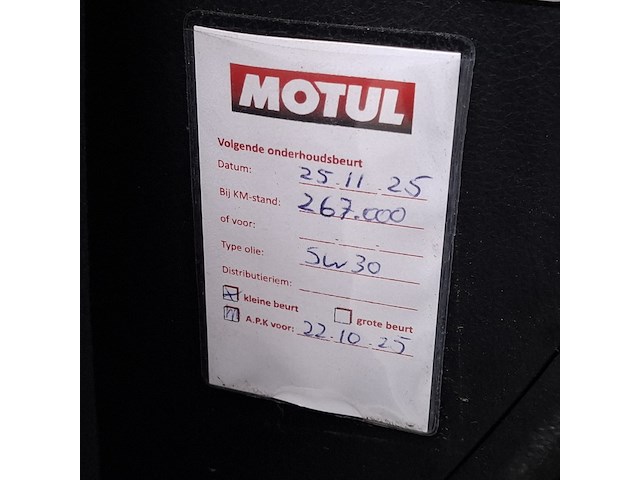 MOTUL
Volgende onderhoudsbeurt
Datum: 25.11.25
Bij KM-stand: 267.000
of voor:
Type olie: 5w30
Distributieriem:
kleine beurt grote beurt
A.P.K voor: 22.10.25